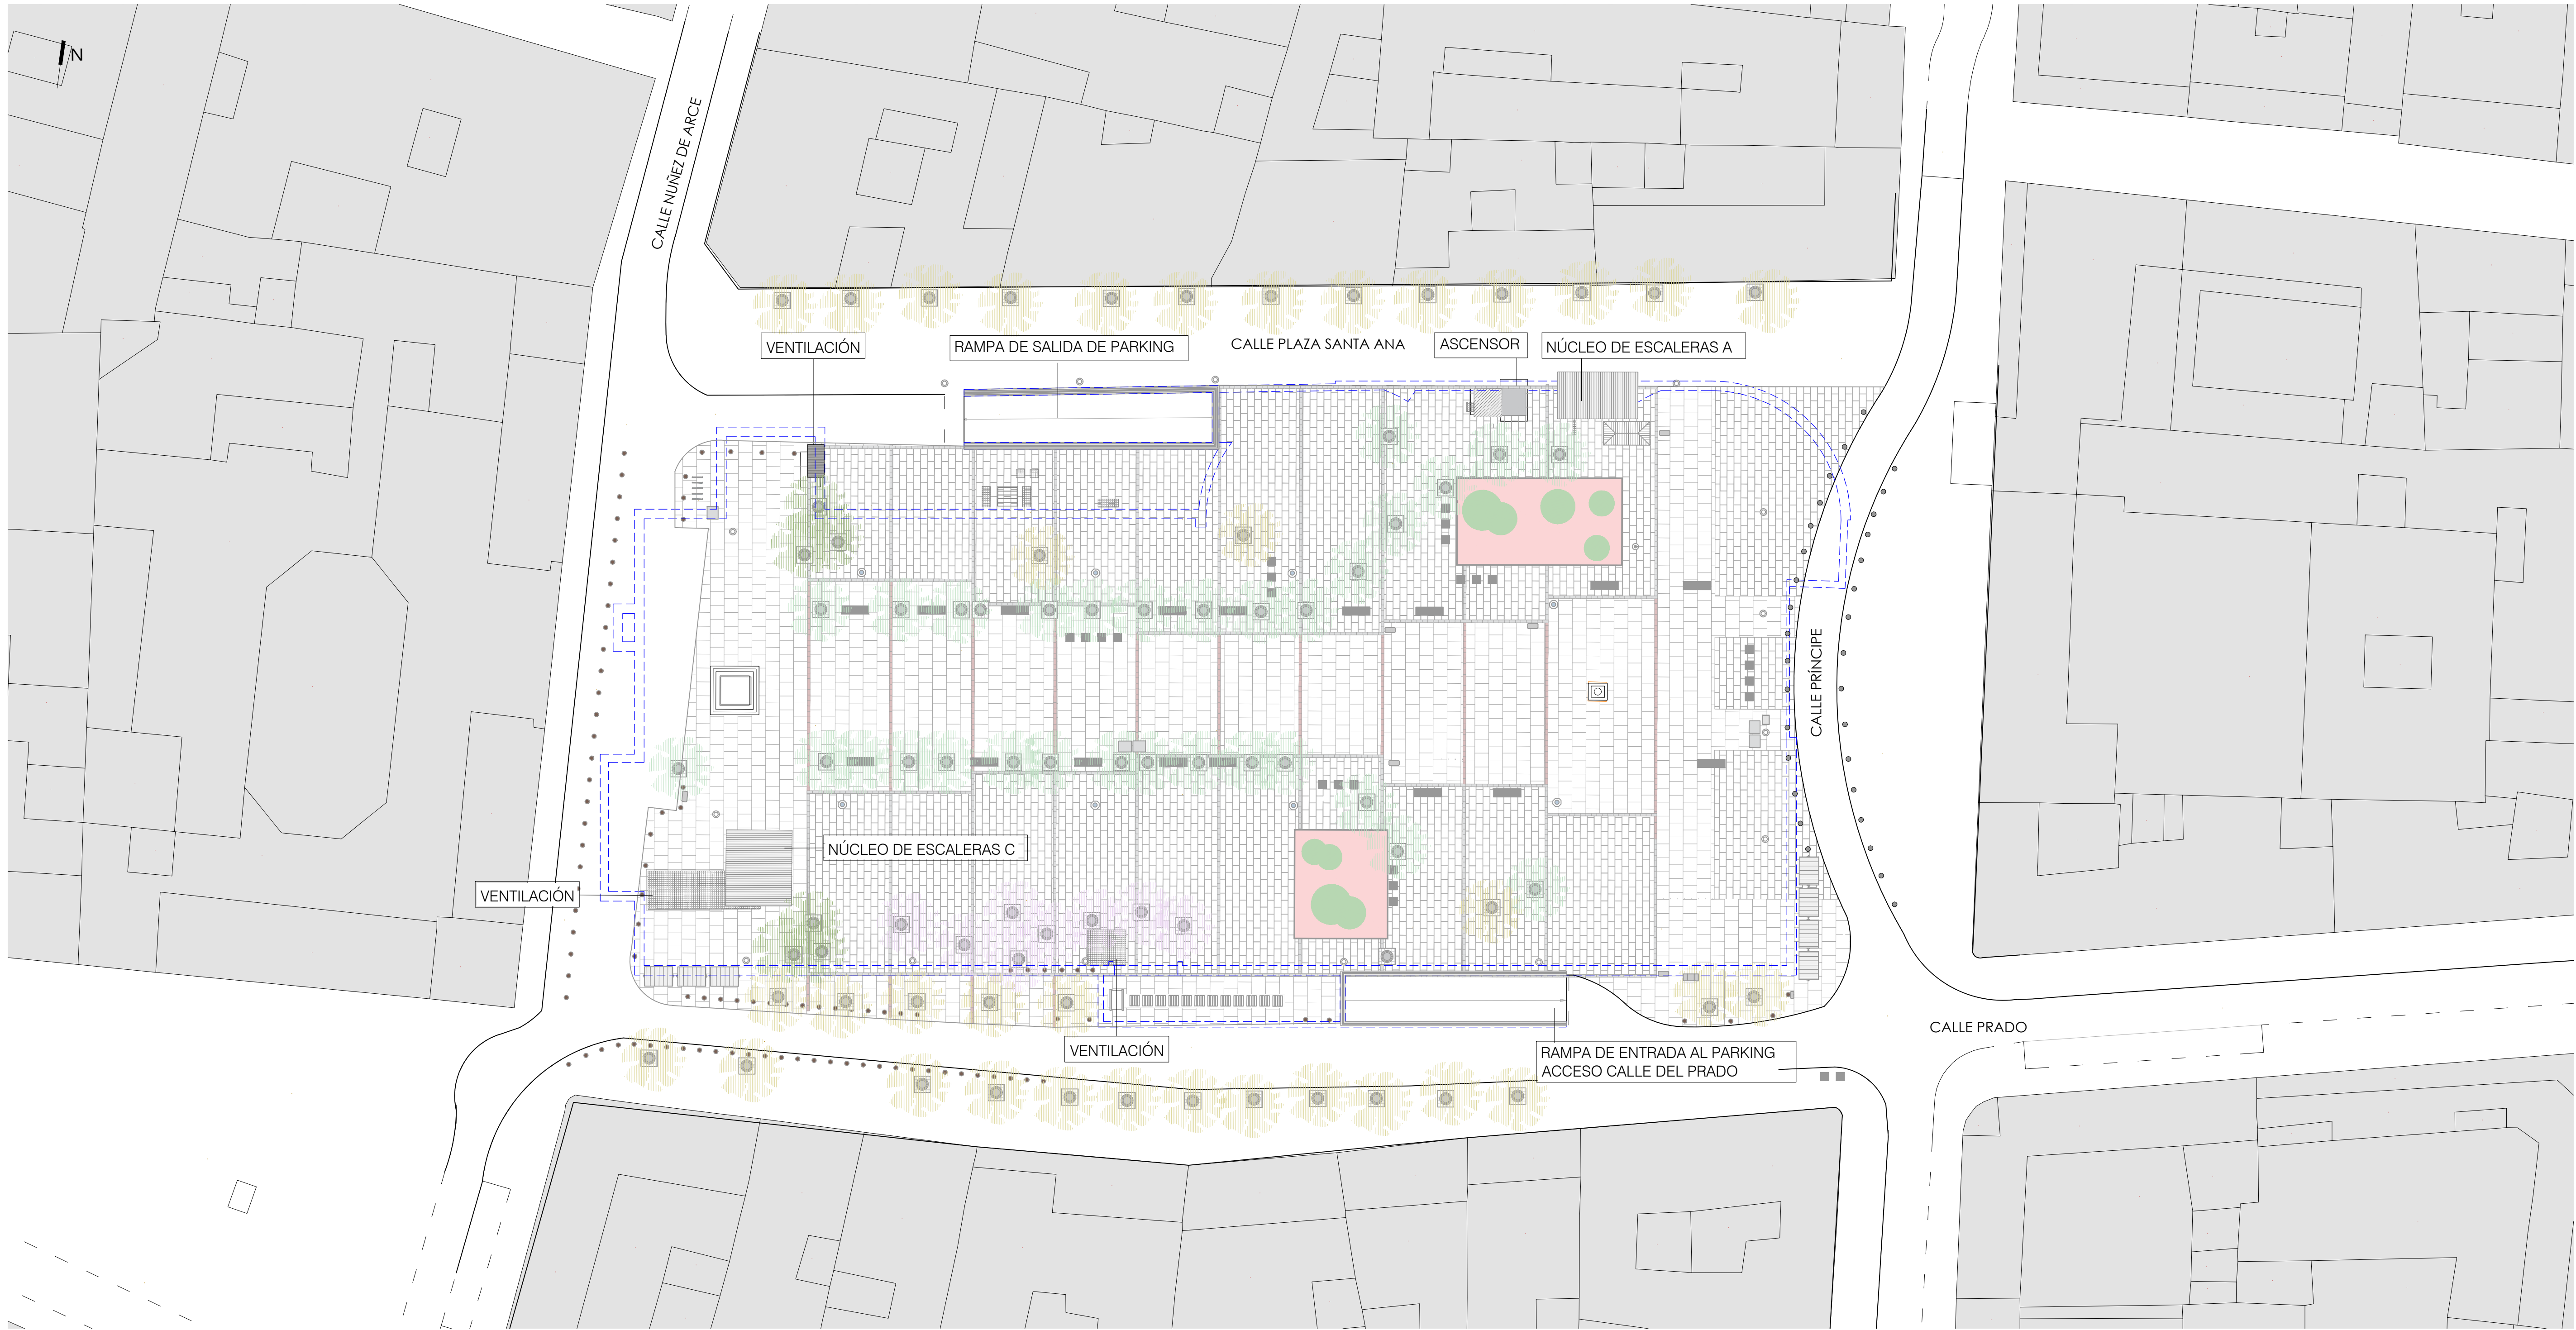 N
CALLE NUÑEZ DE ARCE
VENTILACIÓN
RAMPA DE SALIDA DE PARKING
CALLE PLAZA SANTA ANA
ASCENSOR
NÚCLEO DE ESCALERAS A
CALLE PRÍNCIPE
NÚCLEO DE ESCALERAS C
VENTILACIÓN
VENTILACIÓN
RAMPA DE ENTRADA AL PARKING
ACCESO CALLE DEL PRADO
CALLE PRADO